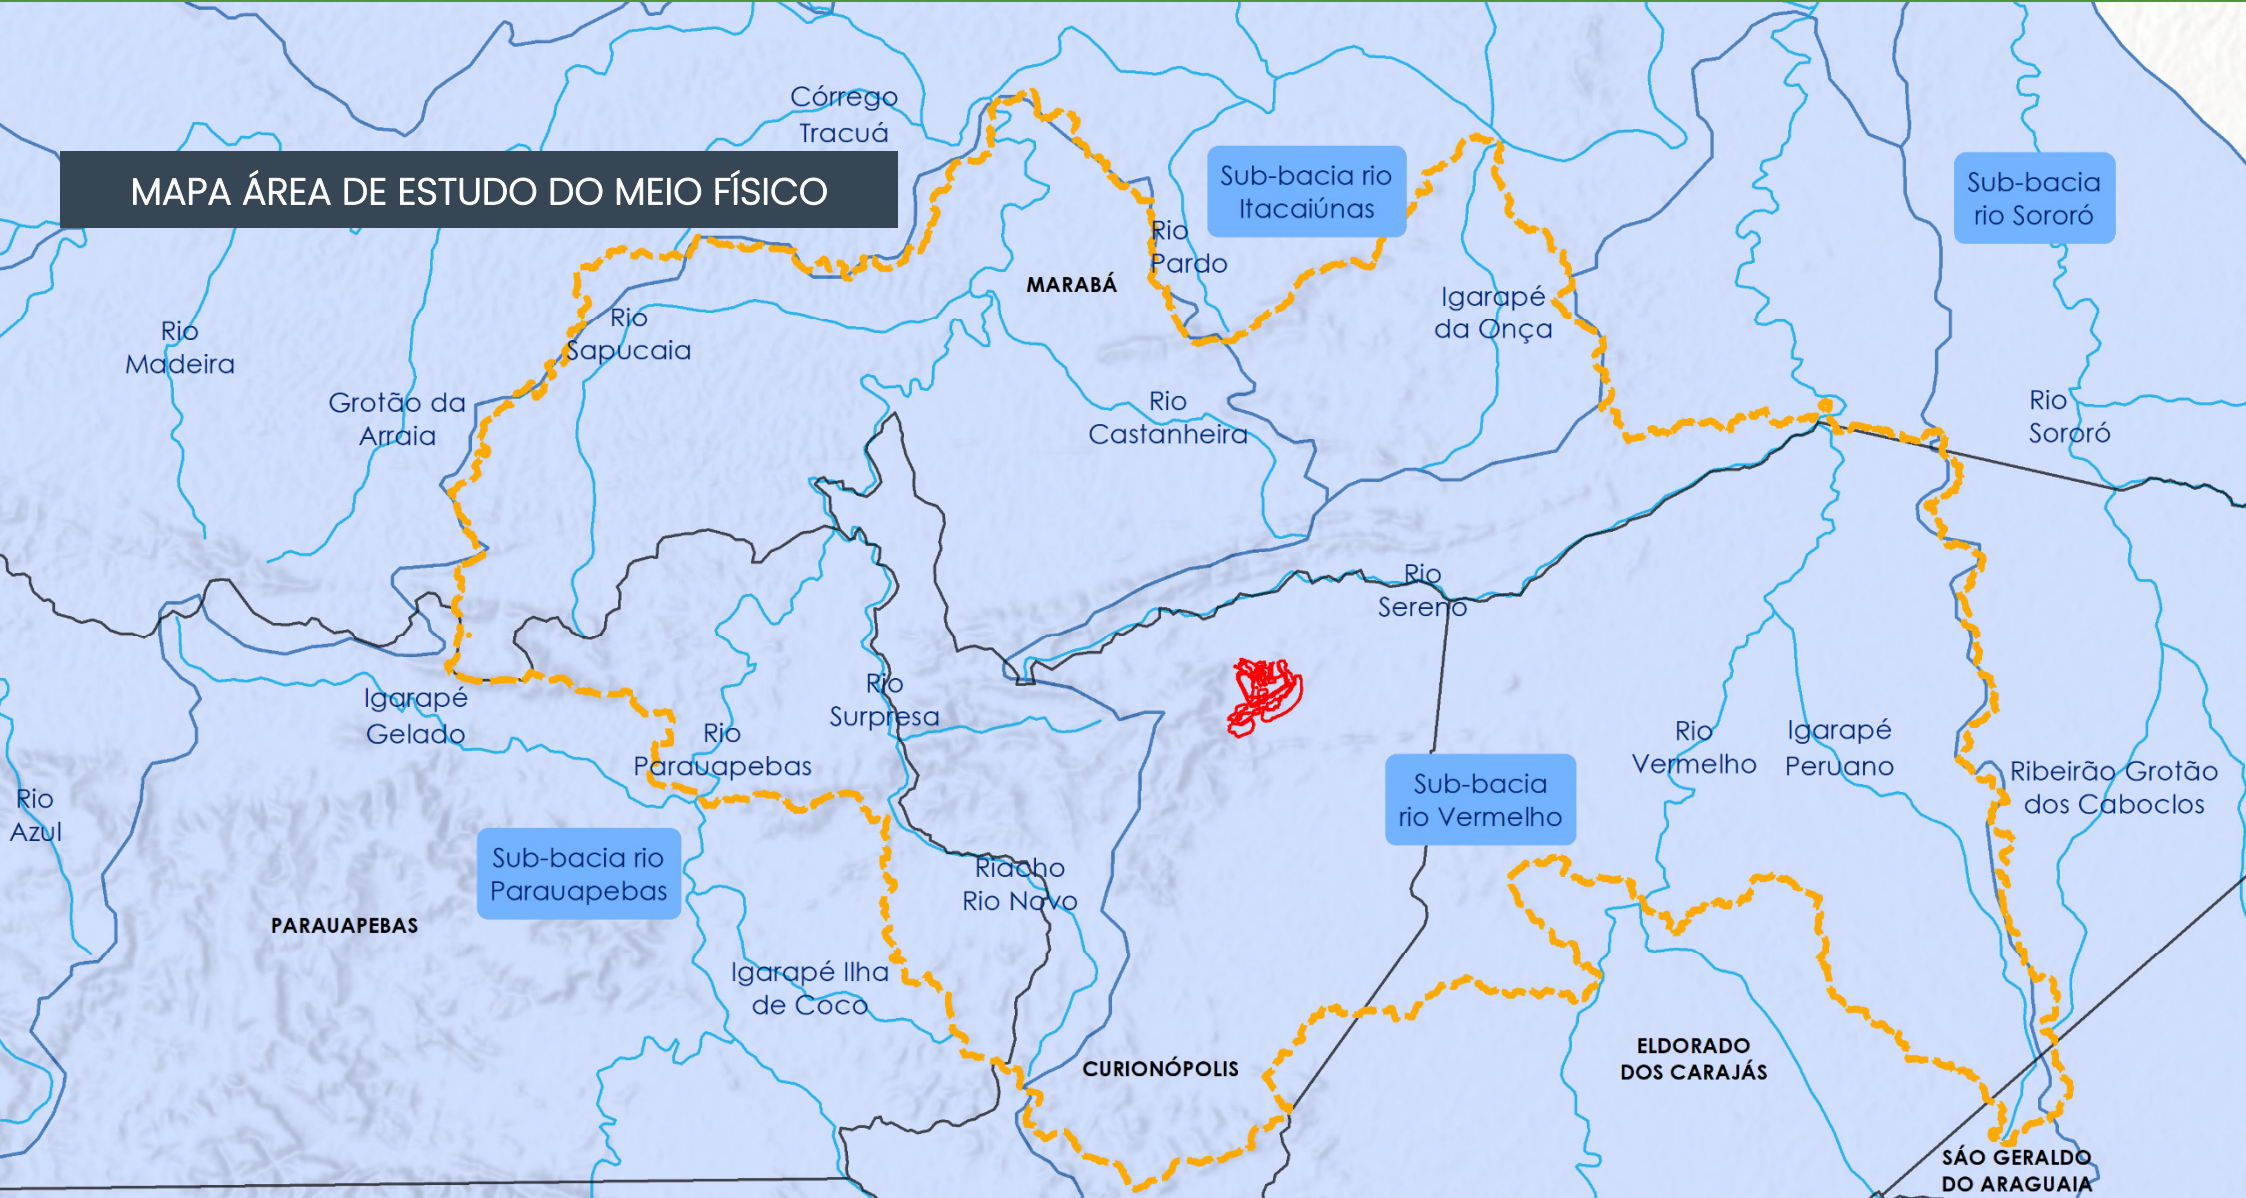 Córrego
Tracuá
MAPA ÁREA DE ESTUDO DO MEIO FÍSICO
Sub-bacia rio
Itacaiúnas
Sub-bacia
rio Sororó
Rio
Pardo
MARABÁ
Igarapé
da Onça
Rio
Madeira
Rio
Sapucaia
Grotão da
Arraia
Rio
Castanheira
Rio
Sororó
Rio
Sereno
Igarapé
Gelado
Rio
Surpresa
Rio
Parauapebas
Rio
Vermelho
Igarapé
Peruano
Ribeirão Grotão
dos Caboclos
Rio
Azul
Sub-bacia
rio Vermelho
Sub-bacia rio
Parauapebas
Riacho
Rio Novo
PARAUAPEBAS
Igarapé Ilha
de Coco
CURIONÓPOLIS
ELDORADO
DOS CARAJÁS
SÁO GERALDO
DO ARAGUAIA